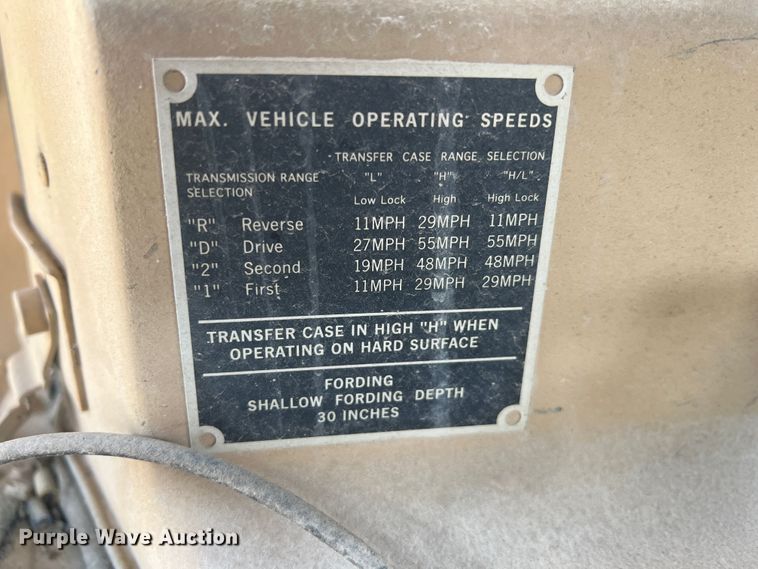 MAX. VEHICLE OPERATING SPEEDS
TRANSFER CASE RANGE SELECTION
TRANSMISSION RANGE SELECTION "L" "H" "H/L"
Low Lock High High Lock
"R" Reverse 11MPH 29MPH 11MPH
"D" Drive 27MPH 55MPH 55MPH
"2" Second 19MPH 48MPH 48MPH
"1" First 11MPH 29MPH 29MPH
TRANSFER CASE IN HIGH "H" WHEN
OPERATING ON HARD SURFACE
FORDING
SHALLOW FORDING DEPTH
30 INCHES
Purple Wave Auction